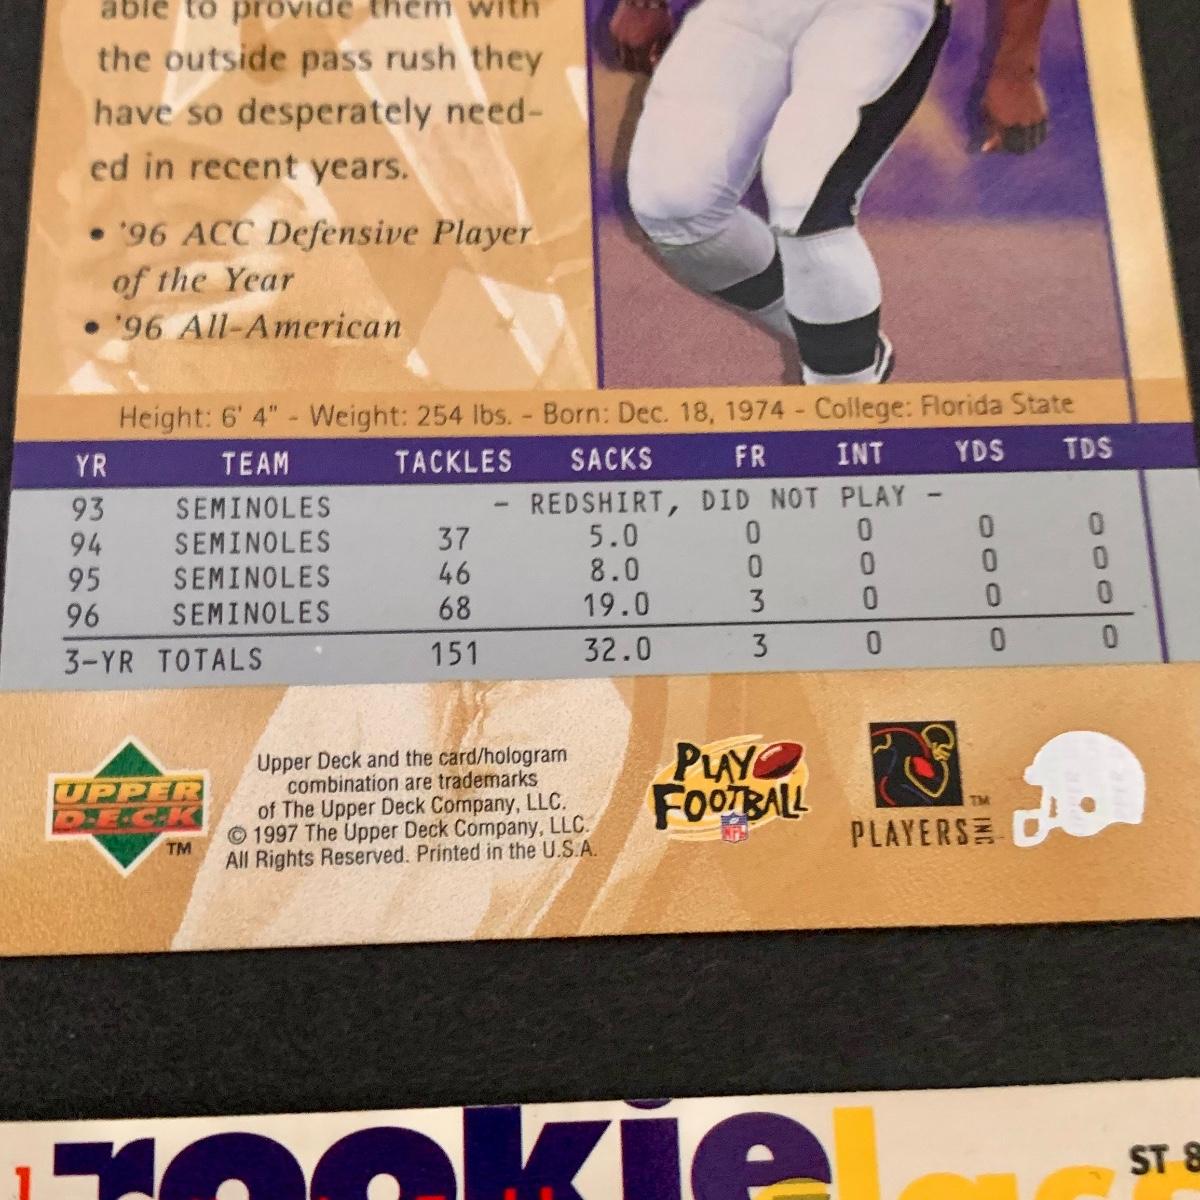 able to provide them with
the outside pass rush they
have so desperately need-
ed in recent years.
• '96 ACC Defensive Player
of the Year
• '96 All-American
Height: 6' 4" - Weight: 254 lbs. - Born: Dec. 18, 1974 - College: Florida State
YR TEAM TACKLES SACKS FR INT YDS TDS
93 SEMINOLES - REDSHIRT, DID NOT PLAY -
94 SEMINOLES 37 5.0 0 0 0 0
95 SEMINOLES 46 8.0 0 0 0 0
96 SEMINOLES 68 19.0 3 0 0 0
3-YR TOTALS 151 32.0 3 0 0 0
UPPER
D·E·C·K
TM
Upper Deck and the card/hologram
combination are trademarks
of The Upper Deck Company, LLC.
© 1997 The Upper Deck Company, LLC.
All Rights Reserved. Printed in the U.S.A.
PLAY
FOOTBALL
NFL
TM
PLAYERS INC
rookie
ST 8